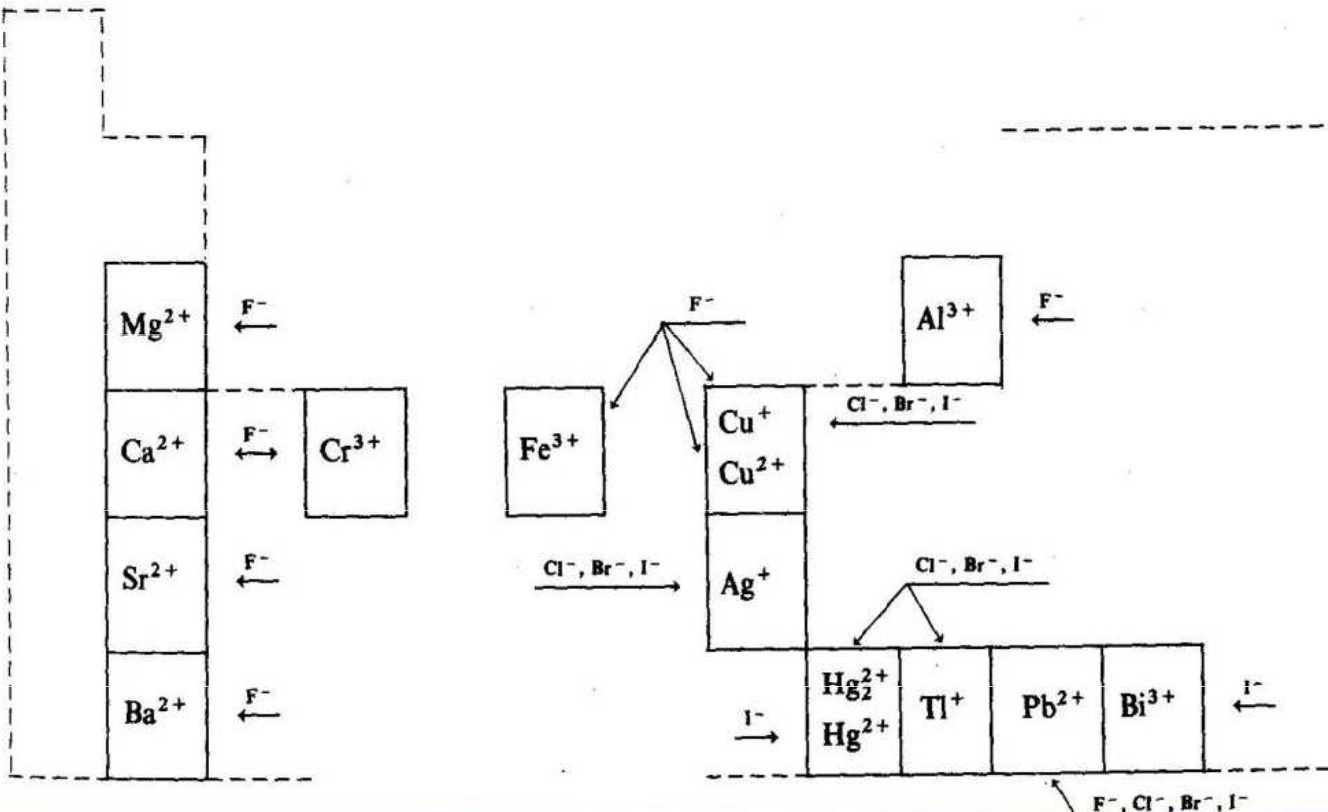 F⁻
Al³⁺
F⁻
Mg²⁺
F⁻
Cl⁻, Br⁻, I⁻
Cu⁺
Ca²⁺
F⁻
Cr³⁺
Fe³⁺
Cu²⁺
Cl⁻, Br⁻, I⁻
Cl⁻, Br⁻, I⁻
Sr²⁺
F⁻
Ag⁺
Hg₂²⁺
I⁻
Ba²⁺
F⁻
Tl⁺
Pb²⁺
Bi³⁺
I⁻
Hg²⁺
F⁻, Cl⁻, Br⁻, I⁻